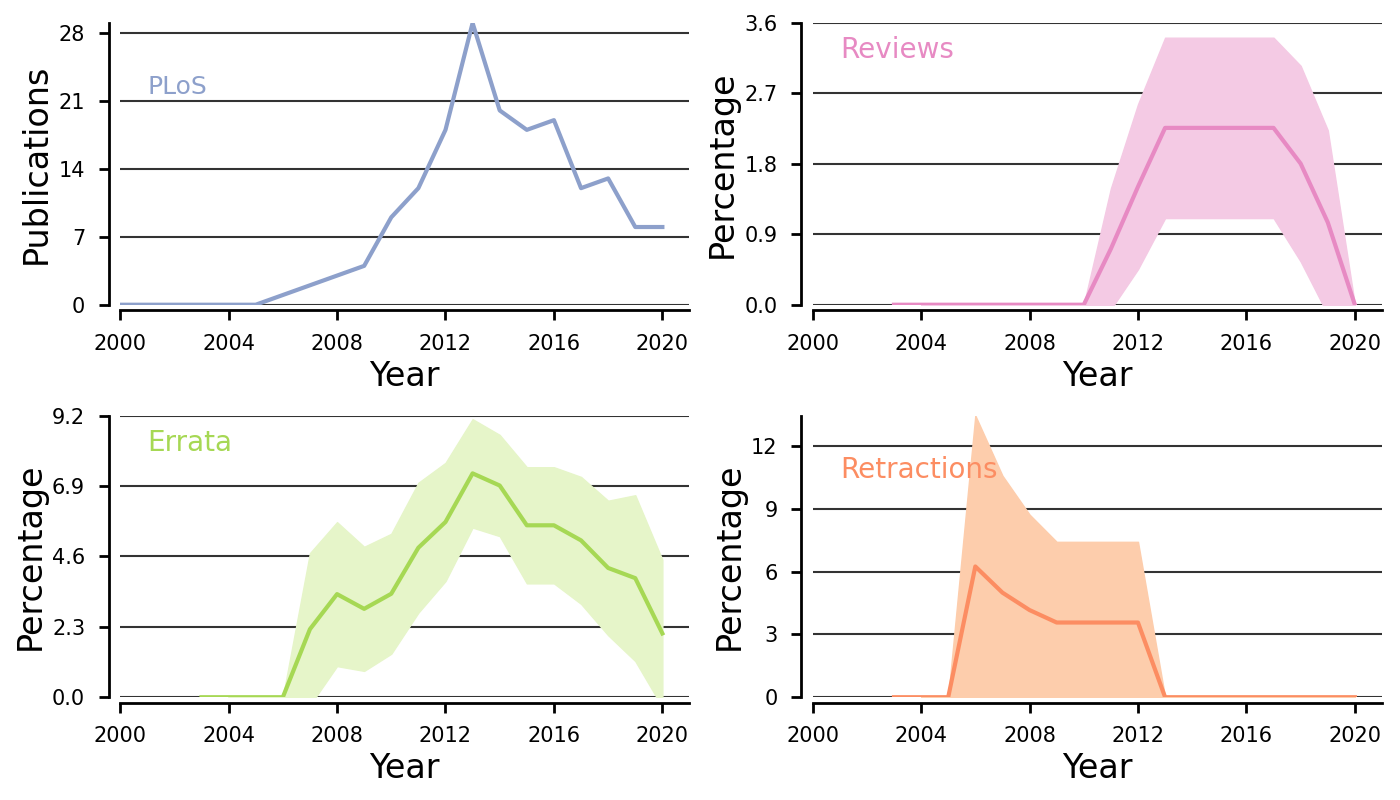 PLoS
Publications
28
21
14
7
0
2000 2004 2008 2012 2016 2020
Year
Reviews
Percentage
3.6
2.7
1.8
0.9
0.0
2000 2004 2008 2012 2016 2020
Year
Errata
Percentage
9.2
6.9
4.6
2.3
0.0
2000 2004 2008 2012 2016 2020
Year
Retractions
Percentage
12
9
6
3
0
2000 2004 2008 2012 2016 2020
Year